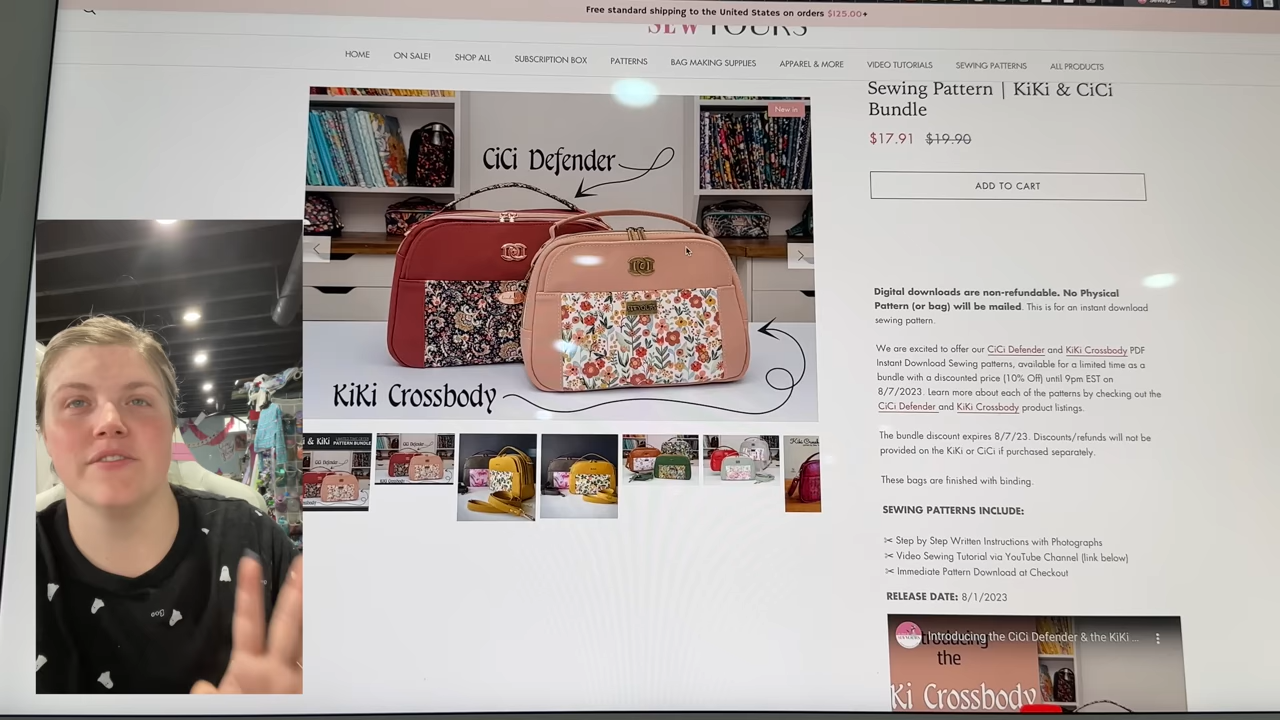 Free standard shipping to the United States on orders $125.00+
SEW YOURS
HOME
ON SALE!
SHOP ALL
SUBSCRIPTION BOX
PATTERNS
BAG MAKING SUPPLIES
APPAREL & MORE
VIDEO TUTORIALS
SEWING PATTERNS
ALL PRODUCTS
New in
CiCi Defender
KiKi Crossbody
Sewing Pattern | KiKi & CiCi
Bundle
$17.91 $19.90
ADD TO CART
Digital downloads are non-refundable. No Physical
Pattern (or bag) will be mailed. This is for an instant download
sewing pattern.
We are excited to offer our CiCi Defender and KiKi Crossbody PDF
Instant Download Sewing patterns, available for a limited time as a
bundle with a discounted price (10% Off) until 9pm EST on
8/7/2023. Learn more about each of the patterns by checking out the
CiCi Defender and KiKi Crossbody product listings.
The bundle discount expires 8/7/23. Discounts/refunds will not be
provided on the KiKi or CiCi if purchased separately.
These bags are finished with binding.
SEWING PATTERNS INCLUDE:
✂ Step by Step Written Instructions with Photographs
✂ Video Sewing Tutorial via YouTube Channel (link below)
✂ Immediate Pattern Download at Checkout
RELEASE DATE: 8/1/2023
Introducing the CiCi Defender & the KiKi ...
the
Ki Crossbody